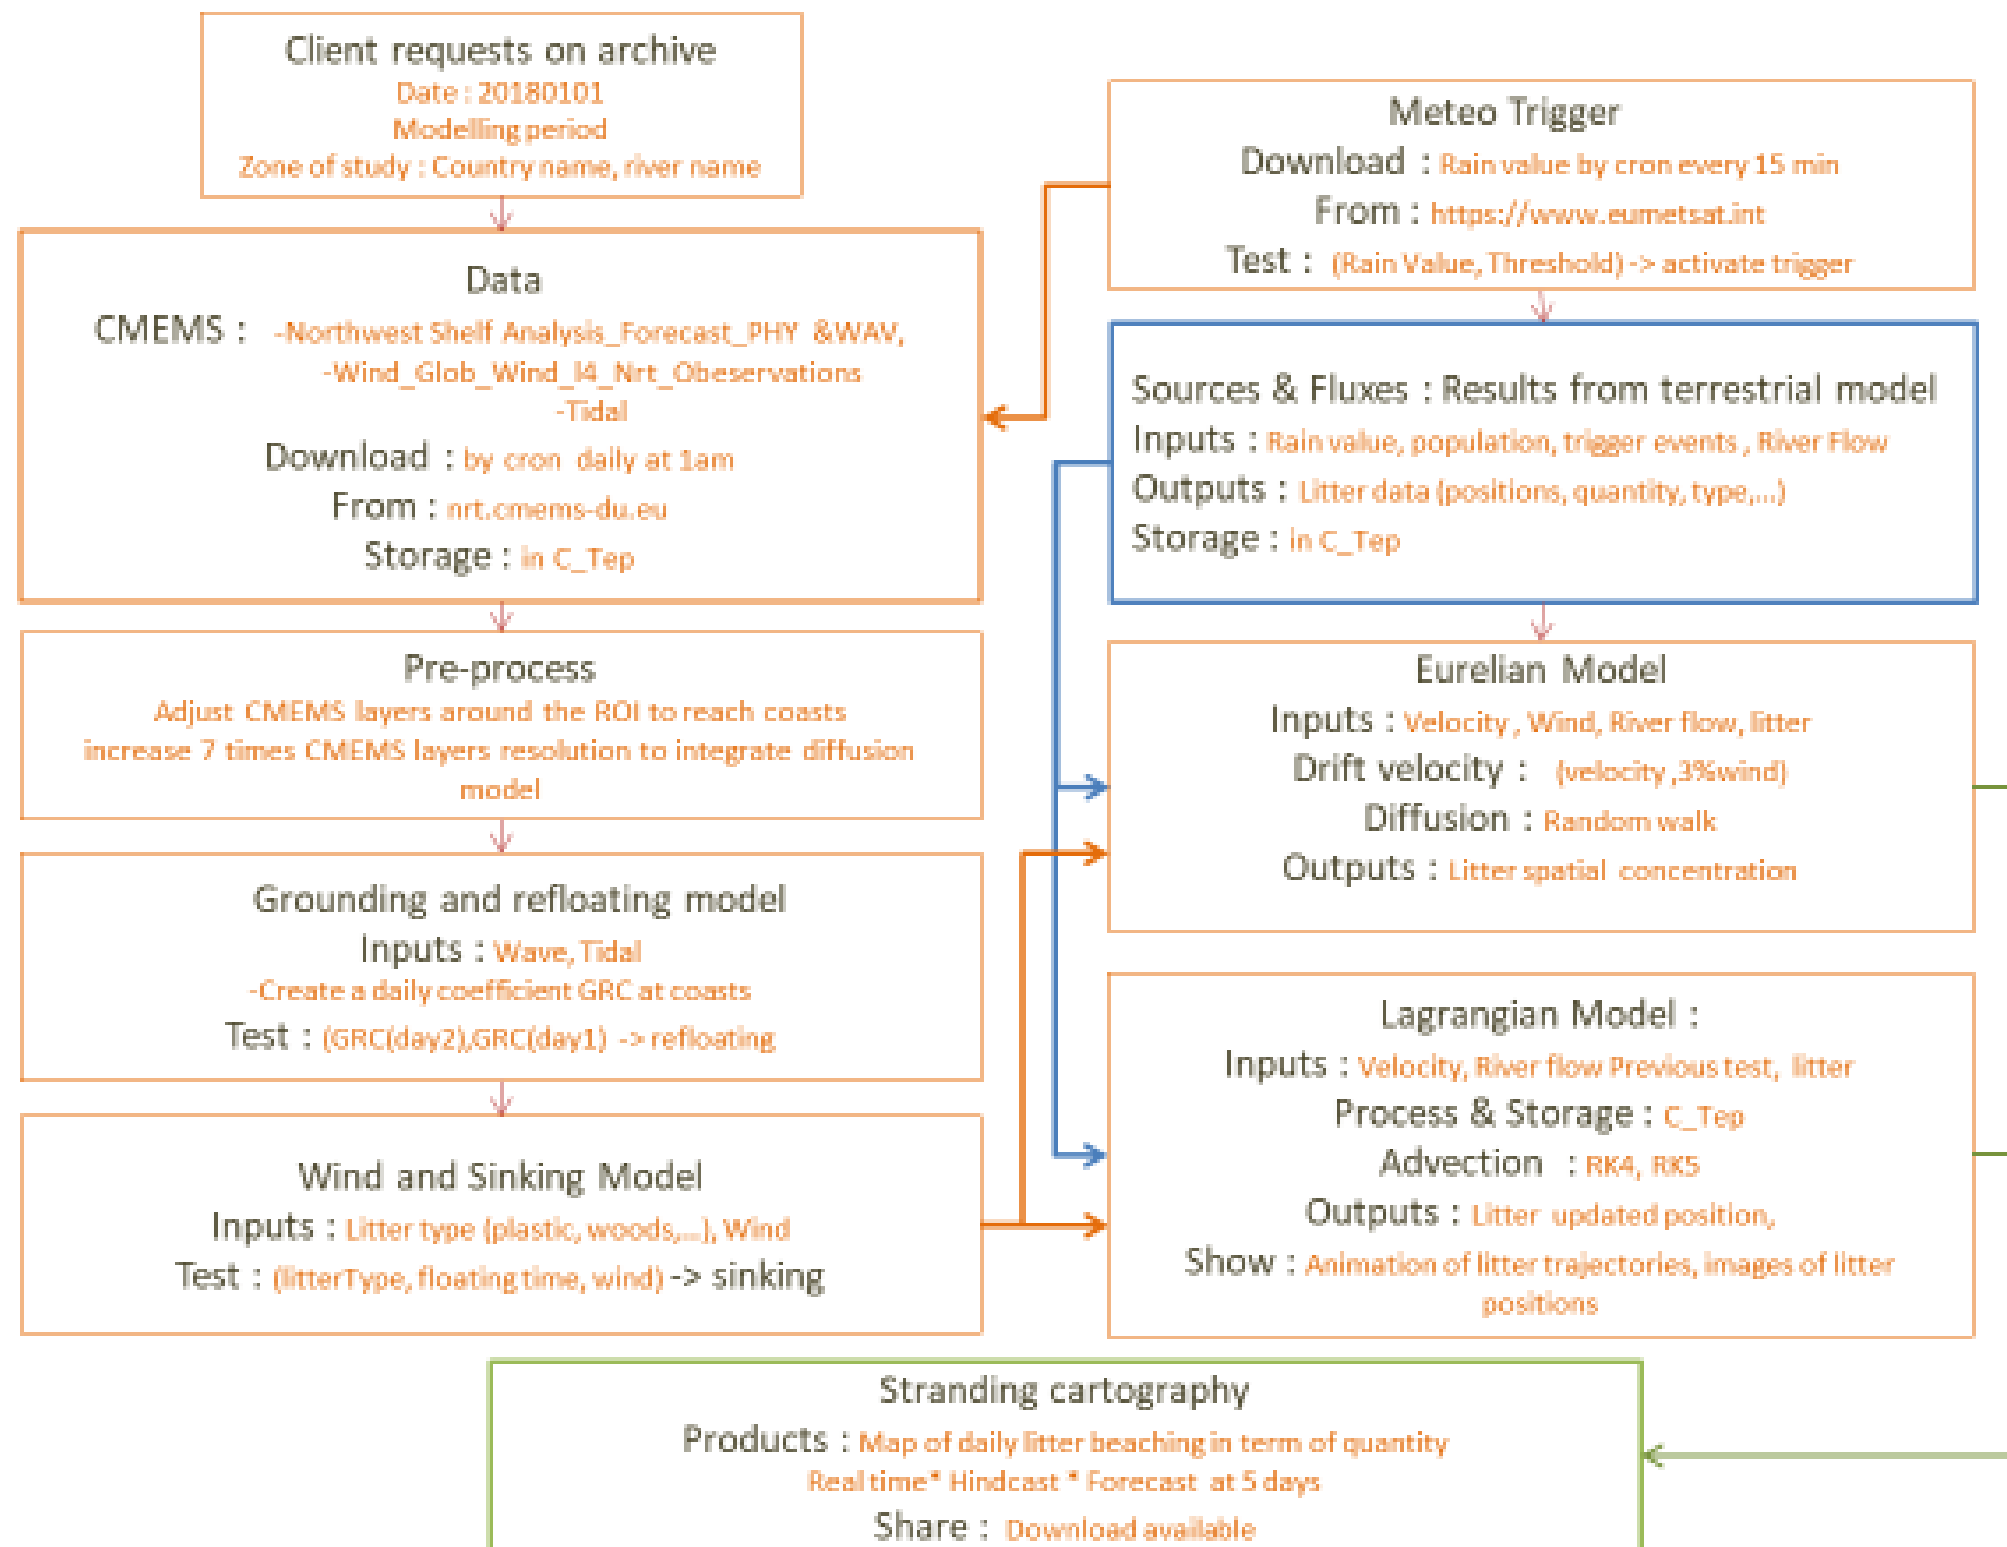 Client requests on archive
Date : 20180101
Modelling period
Zone of study : Country name, river name
Data
CMEMS : -Northwest Shelf Analysis_Forecast_PHY &WAV,
-Wind_Glob_Wind_l4_Nrt_Obeservations
-Tidal
Download : by cron daily at 1am
From : nrt.cmems-du.eu
Storage : in C_Tep
Pre-process
Adjust CMEMS layers around the ROI to reach coasts
increase 7 times CMEMS layers resolution to integrate diffusion
model
Grounding and refloating model
Inputs : Wave, Tidal
-Create a daily coefficient GRC at coasts
Test : (GRC(day2),GRC(day1) -> refloating
Wind and Sinking Model
Inputs : Litter type (plastic, woods,...), Wind
Test : (litterType, floating time, wind) -> sinking
Meteo Trigger
Download : Rain value by cron every 15 min
From : https://www.eumetsat.int
Test : (Rain Value, Threshold) -> activate trigger
Sources & Fluxes : Results from terrestrial model
Inputs : Rain value, population, trigger events , River Flow
Outputs : Litter data (positions, quantity, type,...)
Storage : in C_Tep
Eurelian Model
Inputs : Velocity , Wind, River flow, litter
Drift velocity : (velocity ,3%wind)
Diffusion : Random walk
Outputs : Litter spatial concentration
Lagrangian Model :
Inputs : Velocity, River flow Previous test, litter
Process & Storage : C_Tep
Advection : RK4, RK5
Outputs : Litter updated position,
Show : Animation of litter trajectories, images of litter
positions
Stranding cartography
Products : Map of daily litter beaching in term of quantity
Real time* Hindcast * Forecast at 5 days
Share : Download available